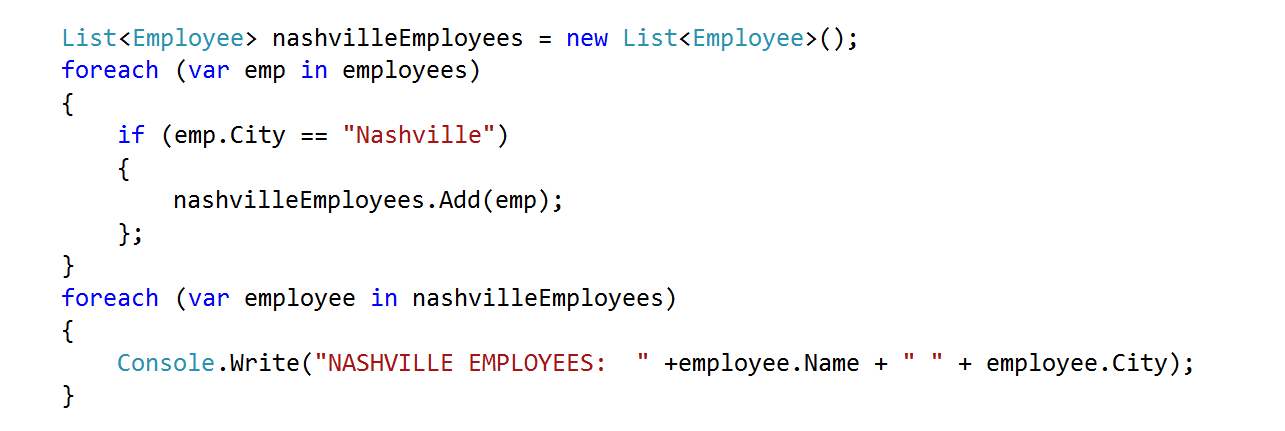 List<Employee> nashvilleEmployees = new List<Employee>();
foreach (var emp in employees)
{
    if (emp.City == "Nashville")
    {
        nashvilleEmployees.Add(emp);
    };
}
foreach (var employee in nashvilleEmployees)
{
    Console.Write("NASHVILLE EMPLOYEES:  " +employee.Name + " " + employee.City);
}